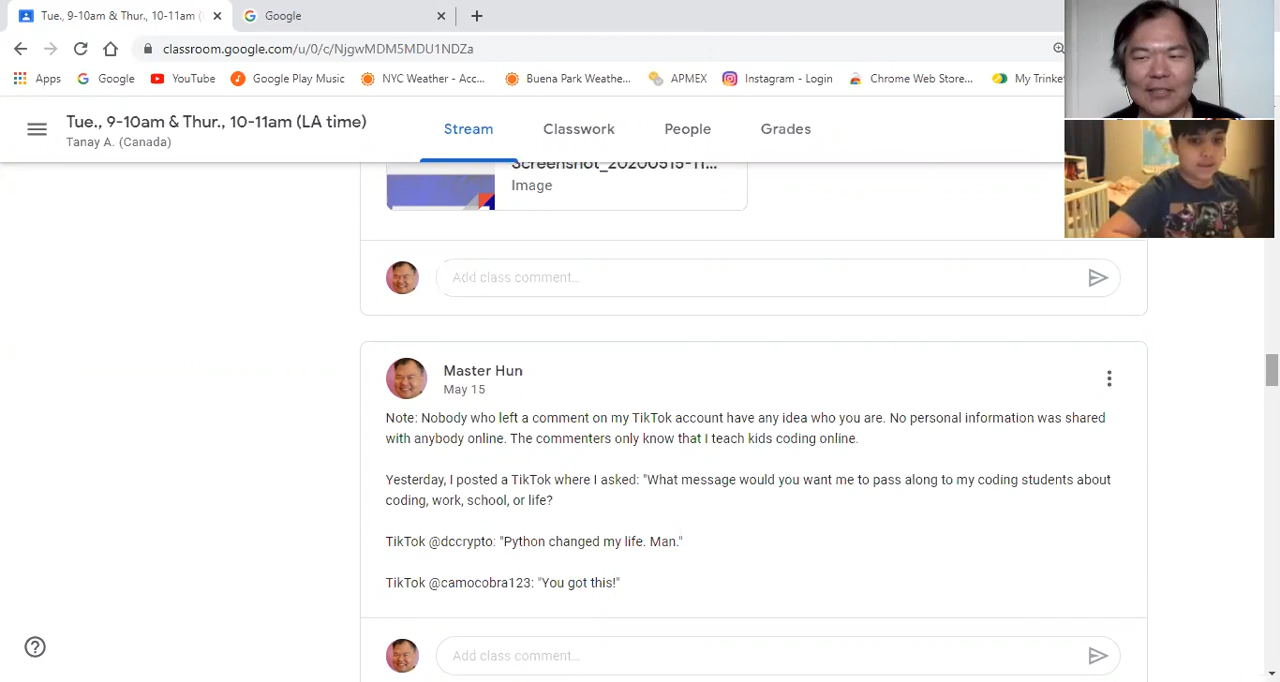 Tue., 9-10am & Thur., 10-11am (
Google
classroom.google.com/u/0/c/NjgwMDM5MDU1NDZa
Apps Google YouTube Google Play Music NYC Weather - Acc... Buena Park Weathe... APMEX Instagram - Login Chrome Web Store... My Trinke
Tue., 9-10am & Thur., 10-11am (LA time)
Tanay A. (Canada)
Stream Classwork People Grades
Screenshot_20200515-11...
Image
Add class comment...
Master Hun
May 15
Note: Nobody who left a comment on my TikTok account have any idea who you are. No personal information was shared
with anybody online. The commenters only know that I teach kids coding online.
Yesterday, I posted a TikTok where I asked: "What message would you want me to pass along to my coding students about
coding, work, school, or life?
TikTok @dccrypto: "Python changed my life. Man."
TikTok @camocobra123: "You got this!"
Add class comment...